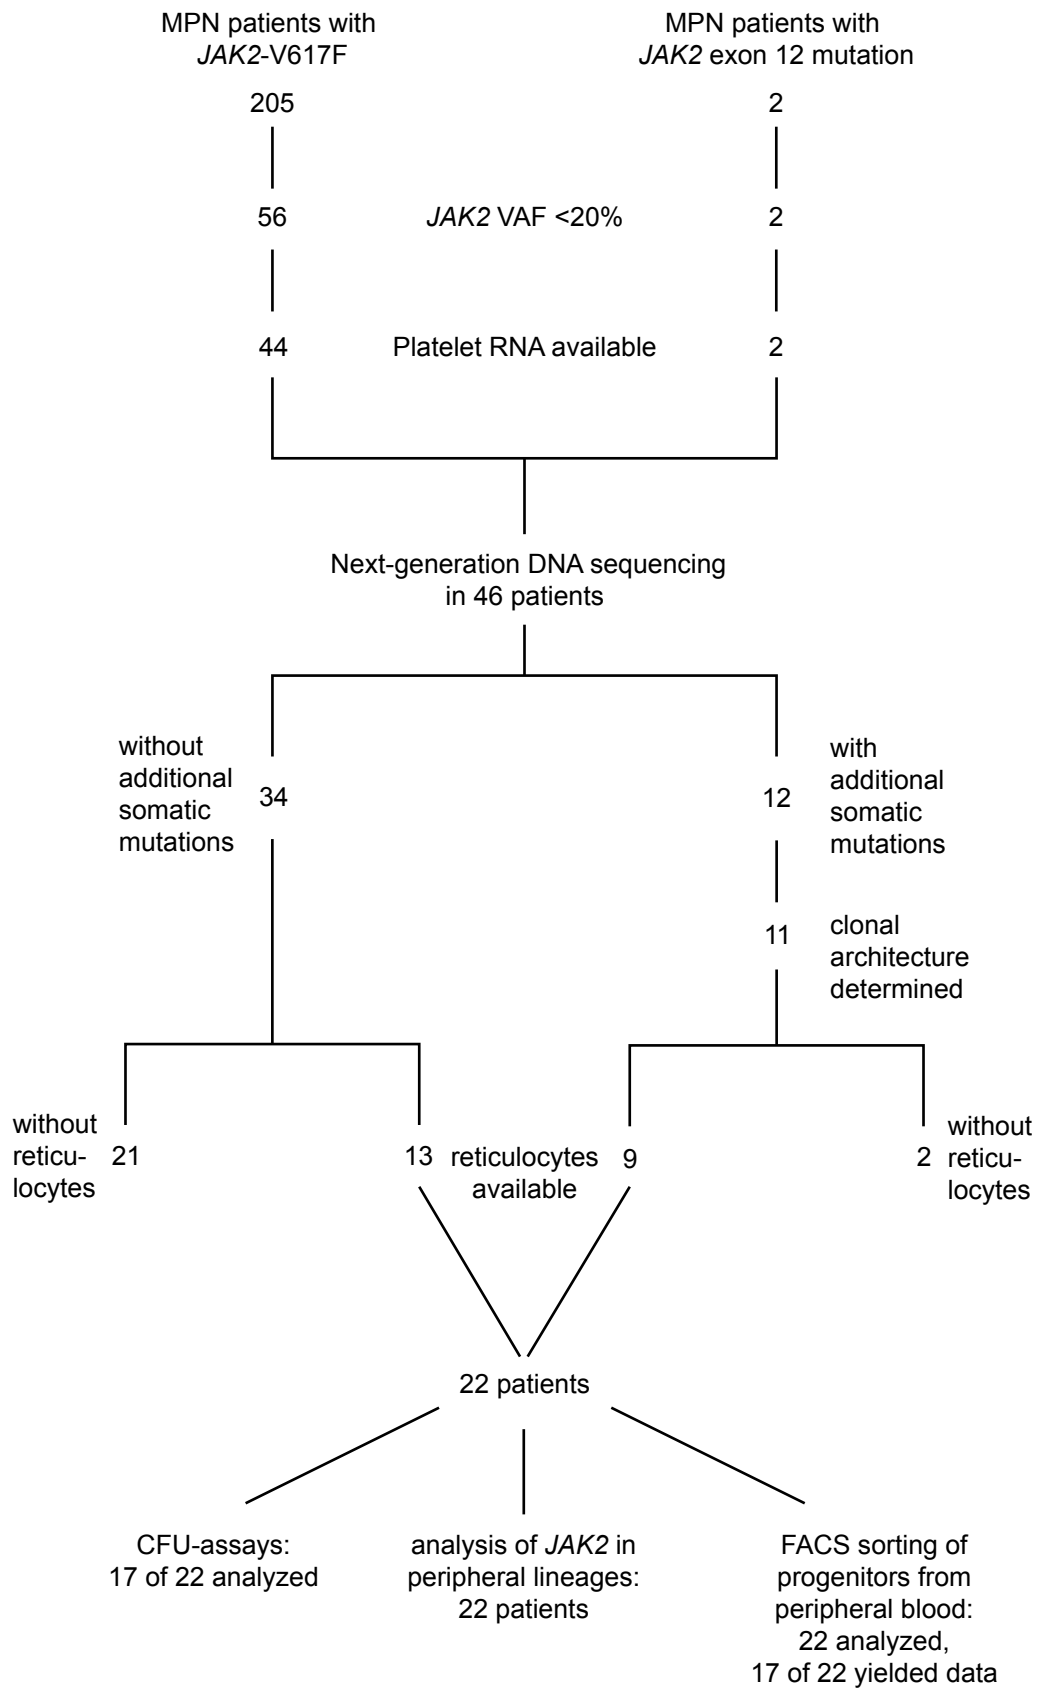 MPN patients with
JAK2-V617F
MPN patients with
JAK2 exon 12 mutation
205
2
56
JAK2 VAF <20%
2
44
Platelet RNA available
2
Next-generation DNA sequencing
in 46 patients
without
additional
somatic
mutations
34
12
with
additional
somatic
mutations
11
clonal
architecture
determined
without
reticu-
locytes
21
13
reticulocytes
available
9
2
without
reticu-
locytes
22 patients
CFU-assays:
17 of 22 analyzed
analysis of JAK2 in
peripheral lineages:
22 patients
FACS sorting of
progenitors from
peripheral blood:
22 analyzed,
17 of 22 yielded data